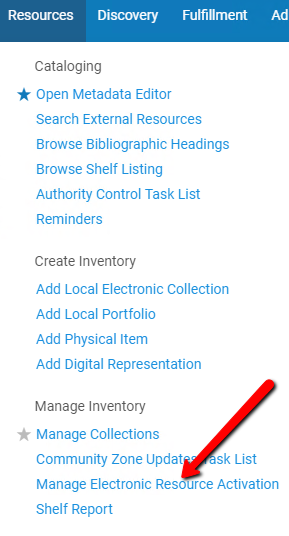 Resources Discovery Fulfillment Ad
Cataloging
Open Metadata Editor
Search External Resources
Browse Bibliographic Headings
Browse Shelf Listing
Authority Control Task List
Reminders
Create Inventory
Add Local Electronic Collection
Add Local Portfolio
Add Physical Item
Add Digital Representation
Manage Inventory
Manage Collections
Community Zone Updates Task List
Manage Electronic Resource Activation
Shelf Report